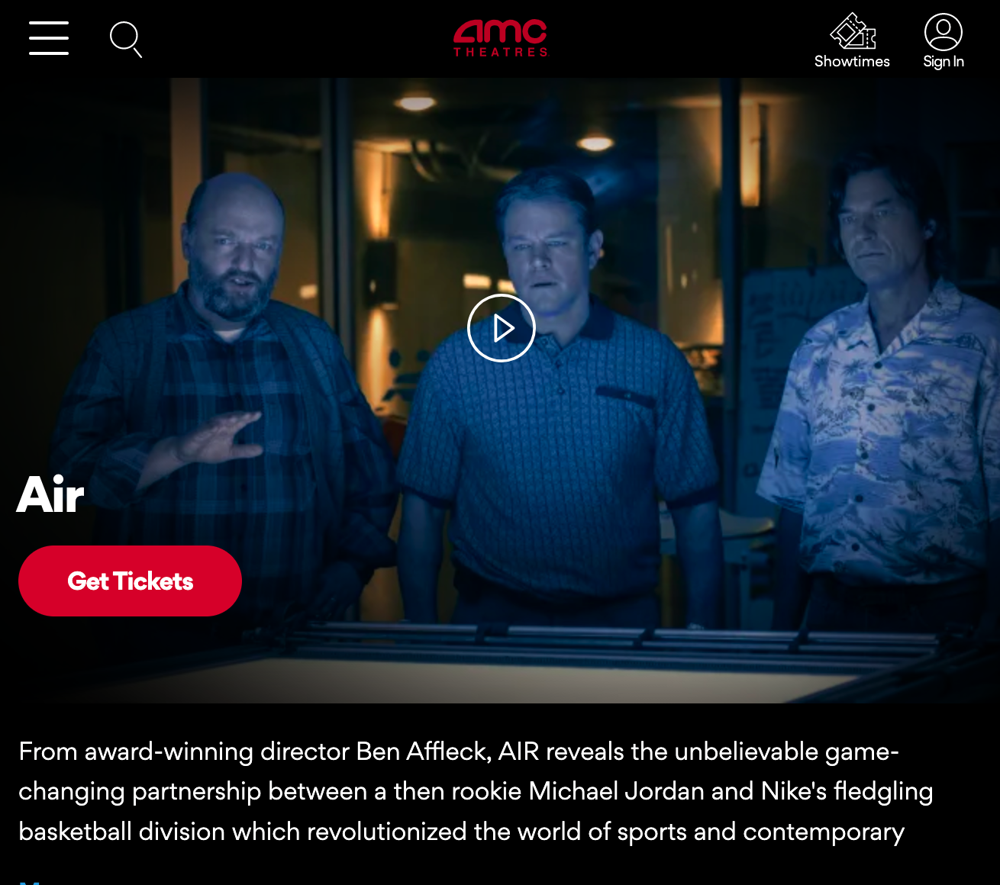 amc
THEATRES
Showtimes
Sign In
Air
Get Tickets
From award-winning director Ben Affleck, AIR reveals the unbelievable game-
changing partnership between a then rookie Michael Jordan and Nike's fledgling
basketball division which revolutionized the world of sports and contemporary